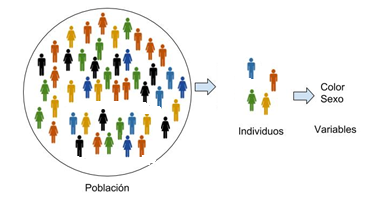 Color
Sexo
Individuos
Variables
Población